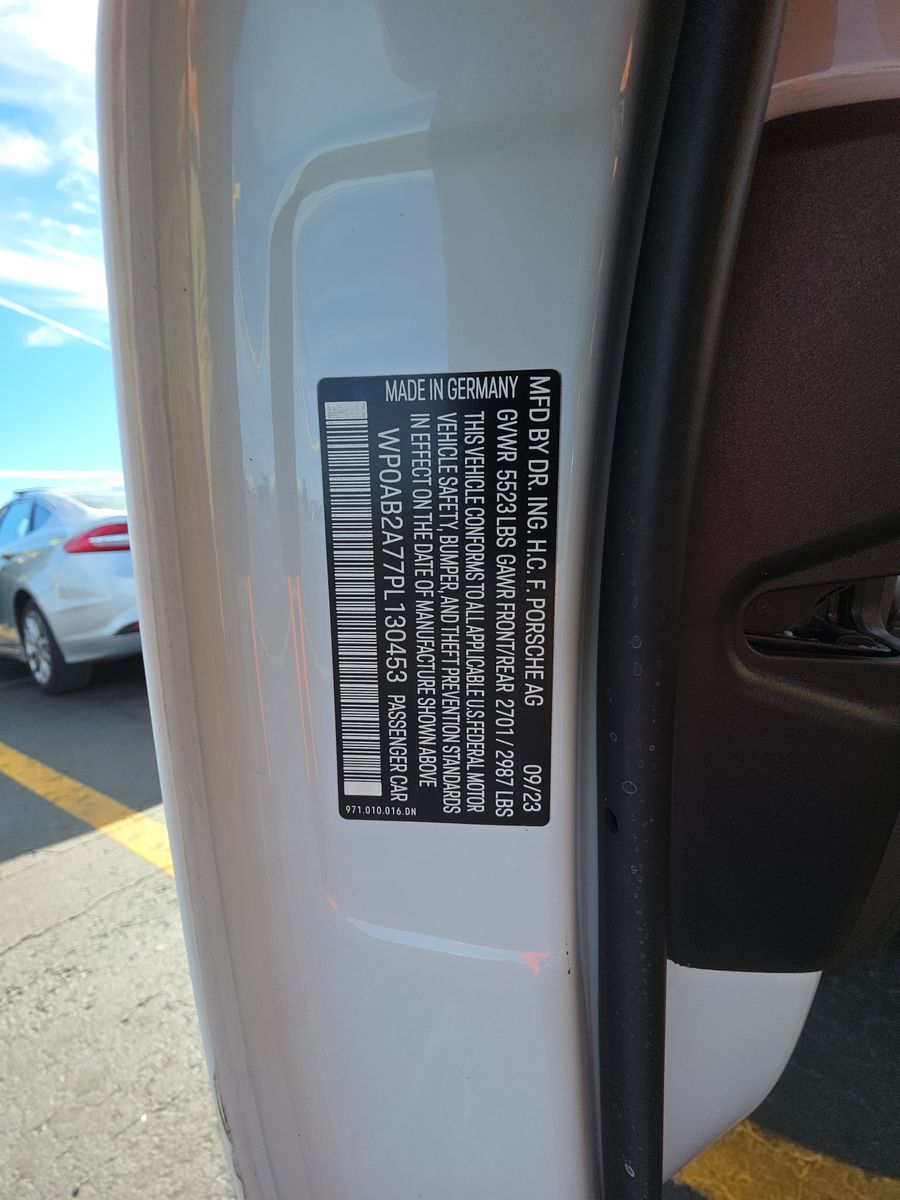 MFD BY DR. ING. H.C. F. PORSCHE AG 09/23
GVWR 5523 LBS GAWR FRONT/REAR 2701 / 2987 LBS
THIS VEHICLE CONFORMS TO ALL APPLICABLE U.S.FEDERAL MOTOR
VEHICLE SAFETY, BUMPER, AND THEFT PREVENTION STANDARDS
IN EFFECT ON THE DATE OF MANUFACTURE SHOWN ABOVE
MADE IN GERMANY
WP0AB2A77PL130453 PASSENGER CAR
971.010.016.DN